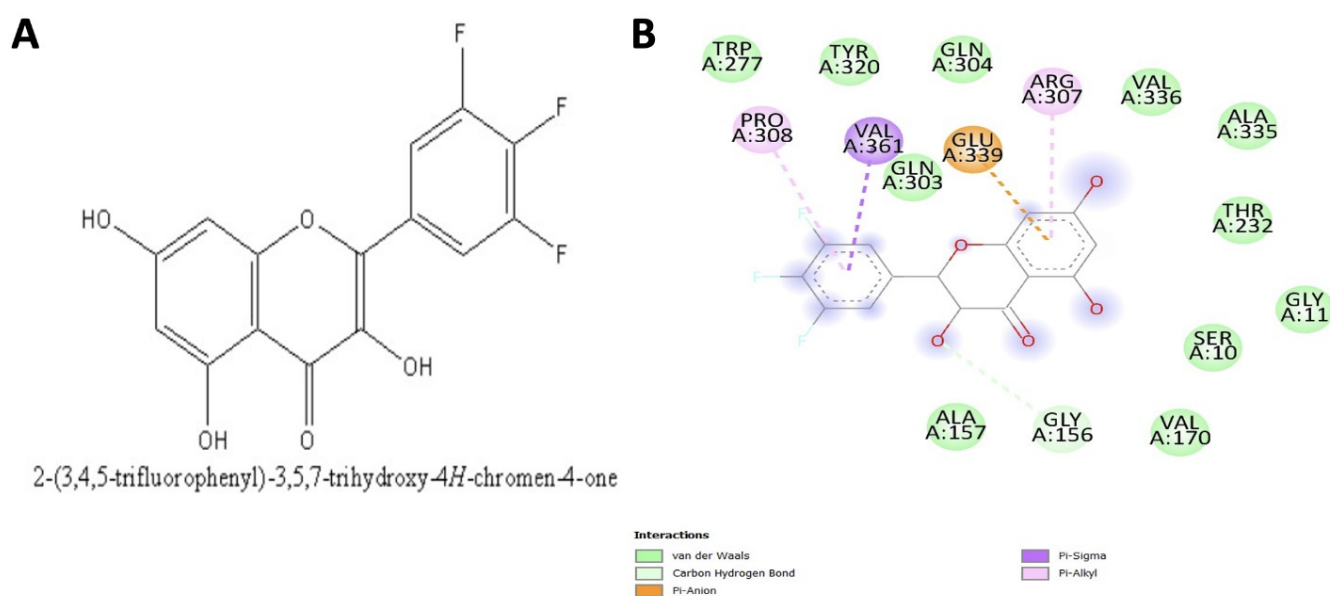 A
F
F
F
HO
O
OH
OH
O
2-(3,4,5-trifluorophenyl)-3,5,7-trihydroxy-4H-chromen-4-one
B
TRP
A:277
TYR
A:320
GLN
A:304
ARG
A:307
VAL
A:336
ALA
A:335
PRO
A:308
VAL
A:361
GLU
A:339
GLN
A:303
THR
A:232
F
F
F
O
O
O
O
O
GLY
A:11
SER
A:10
ALA
A:157
GLY
A:156
VAL
A:170
Interactions
van der Waals
Carbon Hydrogen Bond
Pi-Anion
Pi-Sigma
Pi-Alkyl